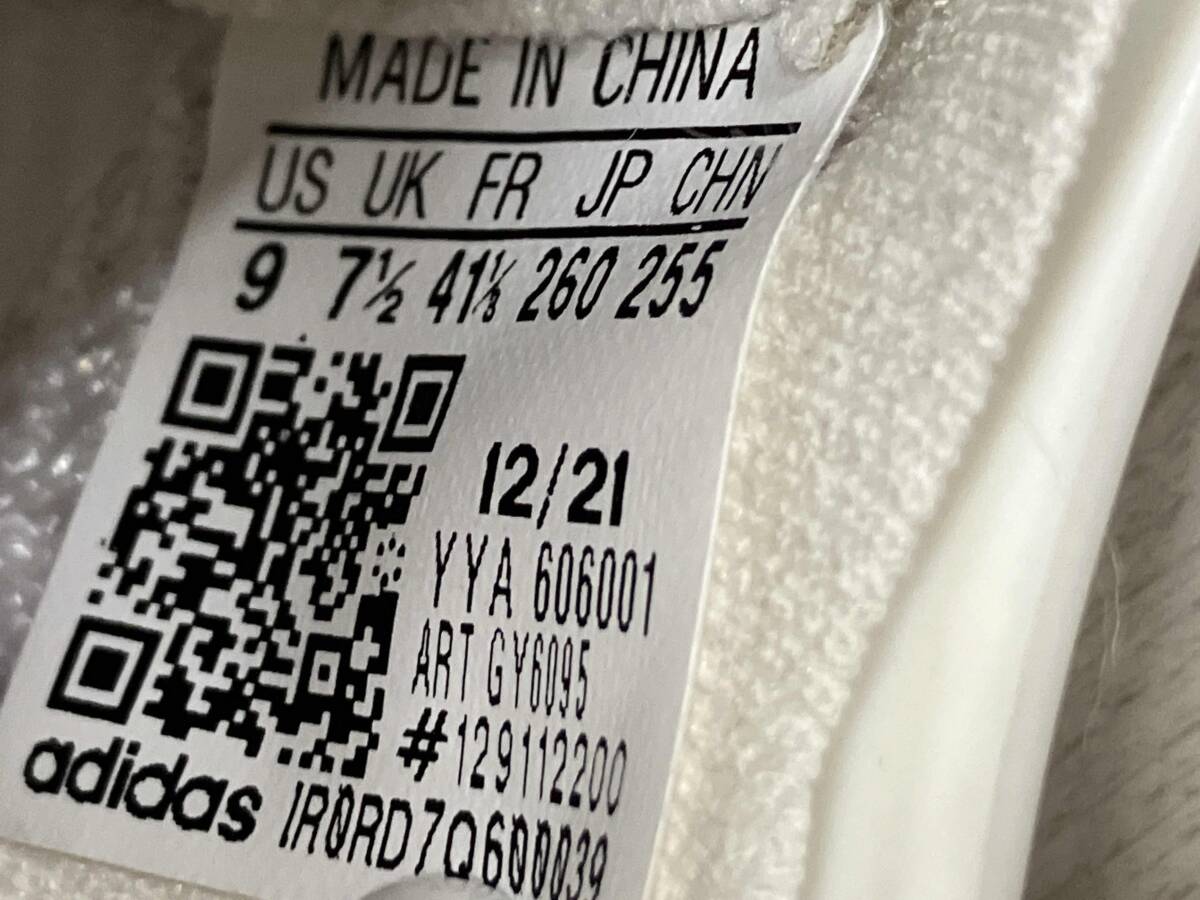 MADE IN CHINA
US UK FR JP CHN
9 7½ 41⅓ 260 255
12/21
YYA 606001
ART GY6095
#129112200
adidas IR0RD7Q600039